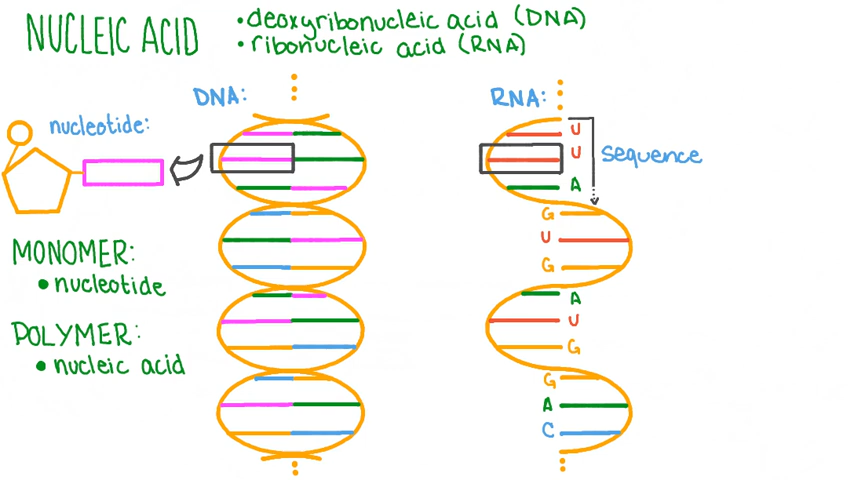 NUCLEIC ACID
•deoxyribonucleic acid (DNA)
•ribonucleic acid (RNA)
DNA:
RNA:
nucleotide:
U
U
sequence
A
G
U
G
MONOMER:
• nucleotide
A
U
G
POLYMER:
• nucleic acid
G
A
C